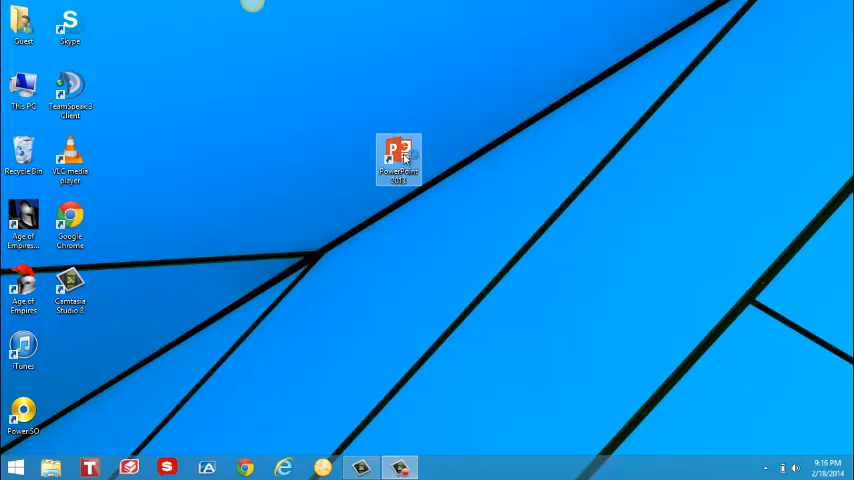 Guest
Skype
This PC
TeamSpeak 3
Client
Recycle Bin
VLC media
player
Age of
Empires...
Google
Chrome
Age of
Empires
Camtasia
Studio 8
iTunes
PowerISO
PowerPoint
2013
9:16 PM
2/18/2014